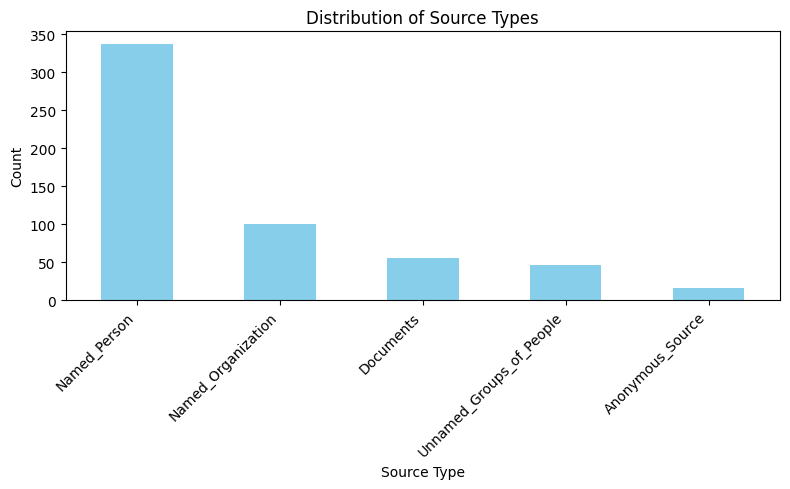 Distribution of Source Types
Count
350
300
250
200
150
100
50
0
Named_Person
Named_Organization
Documents
Unnamed_Groups_of_People
Anonymous_Source
Source Type